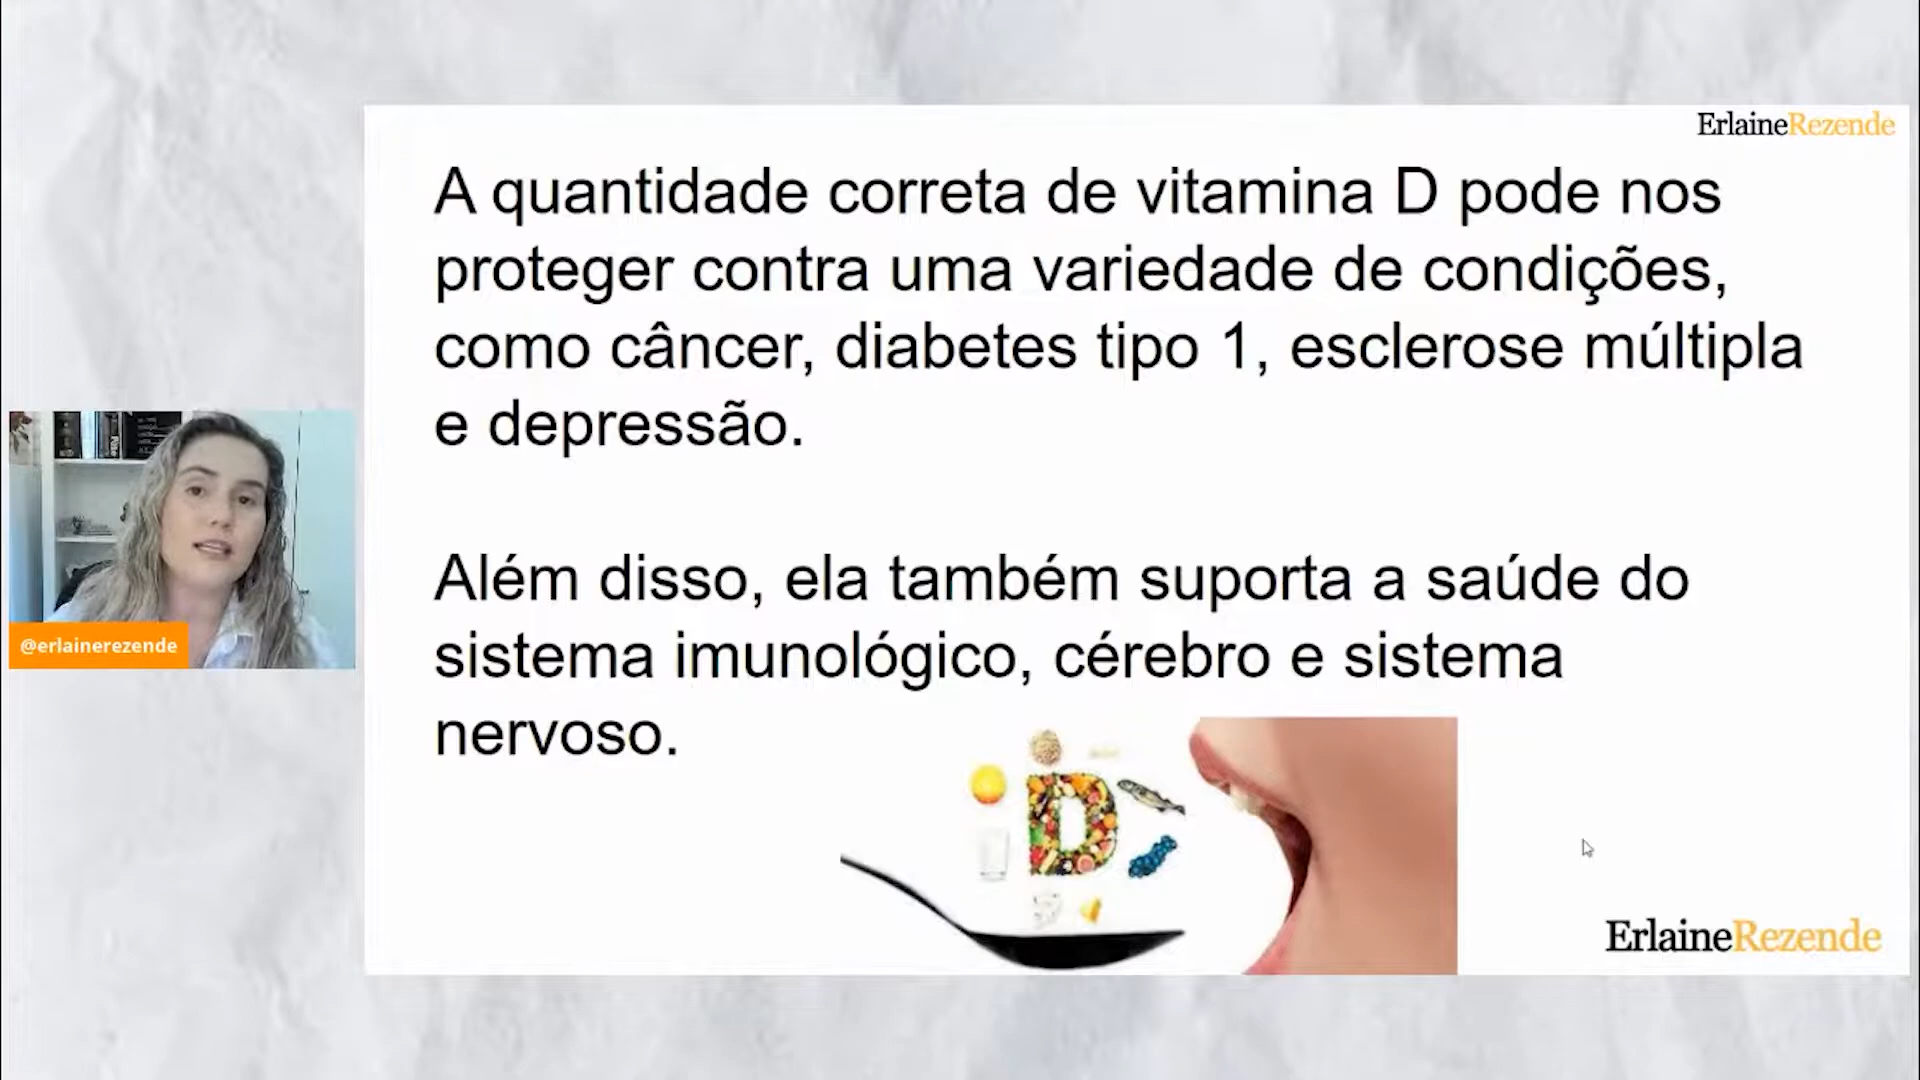 ErlaineRezende
A quantidade correta de vitamina D pode nos
proteger contra uma variedade de condições,
como câncer, diabetes tipo 1, esclerose múltipla
e depressão.
Além disso, ela também suporta a saúde do
sistema imunológico, cérebro e sistema
nervoso.
@erlainerezende
D
ErlaineRezende